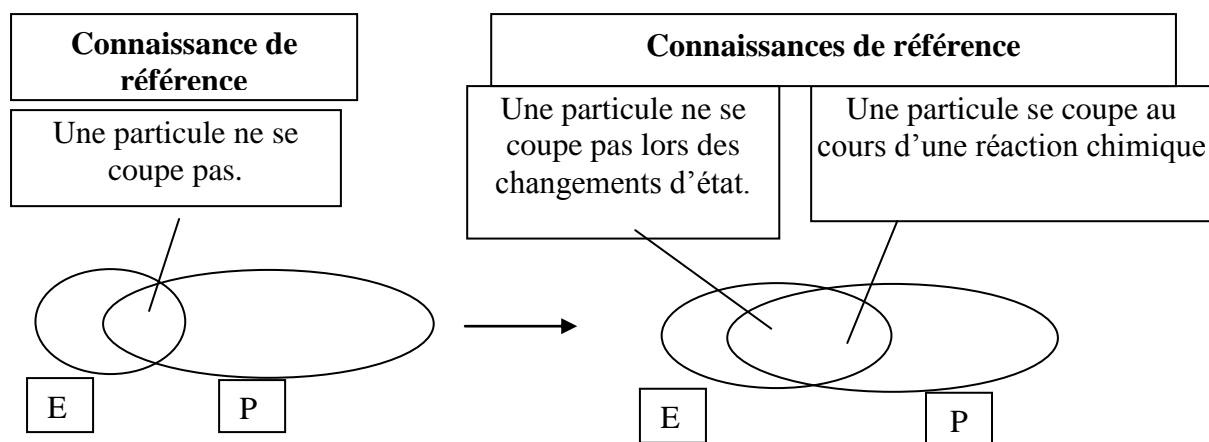 Connaissance de
référence
Une particule ne se
coupe pas.
E
P
Connaissances de référence
Une particule ne se
coupe pas lors des
changements d’état.
Une particule se coupe au
cours d’une réaction chimique
E
P